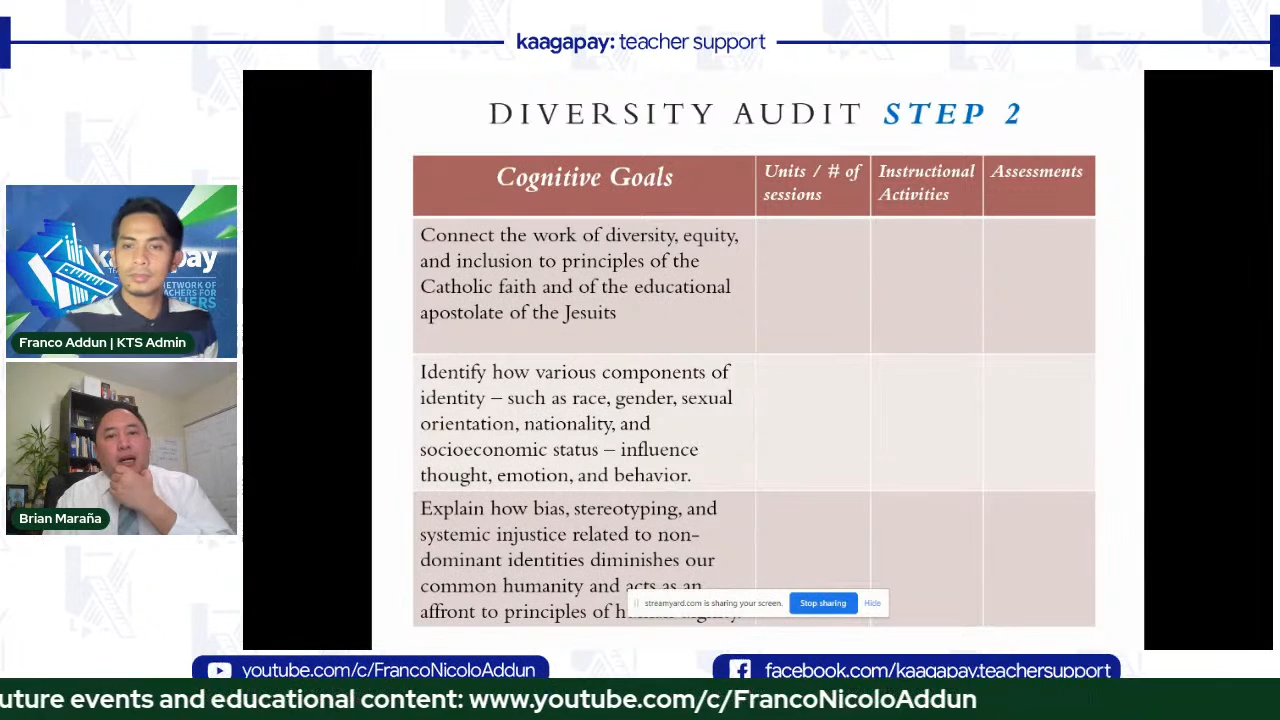 kaagapay: teacher support
DIVERSITY AUDIT STEP 2
Cognitive Goals
Units / # of
sessions
Instructional
Activities
Assessments
Connect the work of diversity, equity,
and inclusion to principles of the
Catholic faith and of the educational
apostolate of the Jesuits
Identify how various components of
identity – such as race, gender, sexual
orientation, nationality, and
socioeconomic status – influence
thought, emotion, and behavior.
Explain how bias, stereotyping, and
systemic injustice related to non-
dominant identities diminishes our
common humanity and acts as an
affront to principles of
streamyard.com is sharing your screen.
Stop sharing
Hide
NETWORK OF
Franco Addun | KTS Admin
Brian Maraña
youtube.com/c/FrancoNicoloAddun
facebook.com/kaagapay.teachersupport
uture events and educational content: www.youtube.com/c/FrancoNicoloAddun